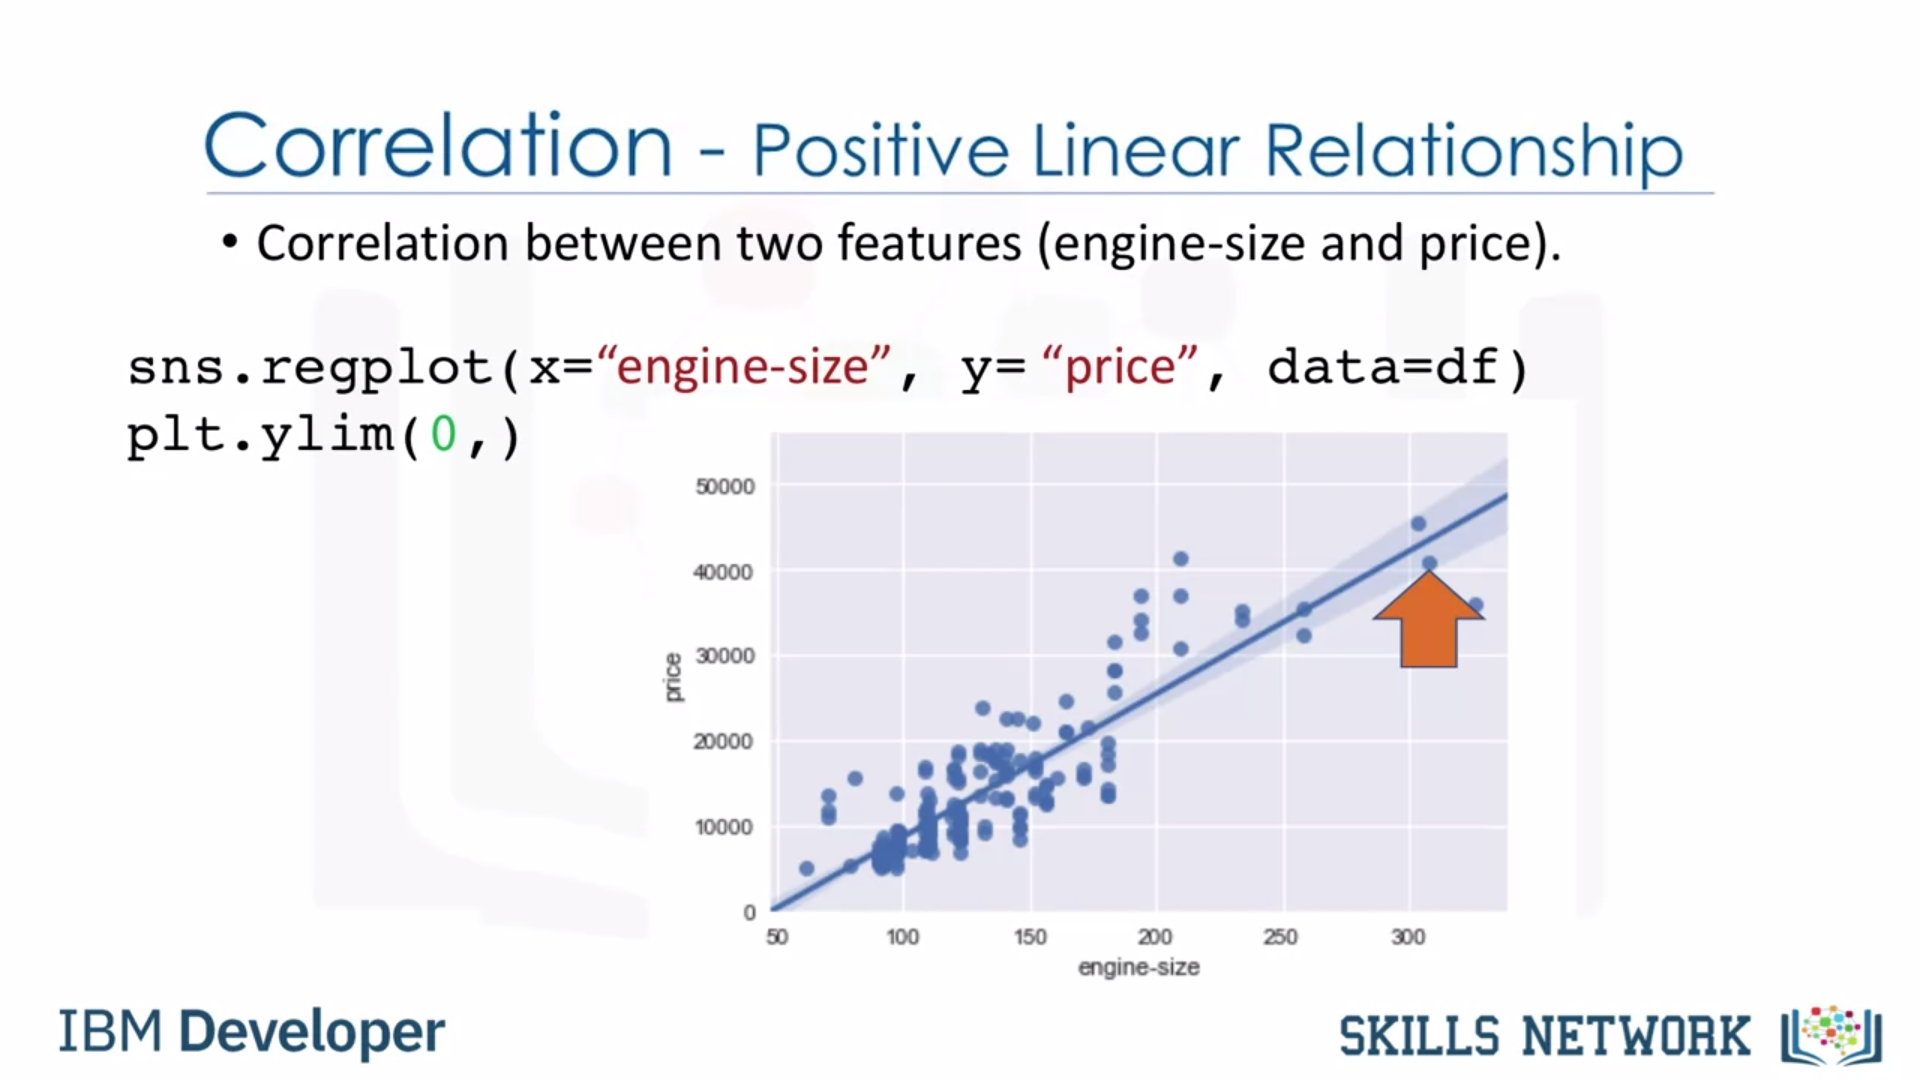 Correlation - Positive Linear Relationship
• Correlation between two features (engine-size and price).
sns.regplot(x=“engine-size”, y= “price”, data=df)
plt.ylim(0,)
50000
40000
30000
20000
10000
0
price
50 100 150 200 250 300
engine-size
IBM Developer
SKILLS NETWORK